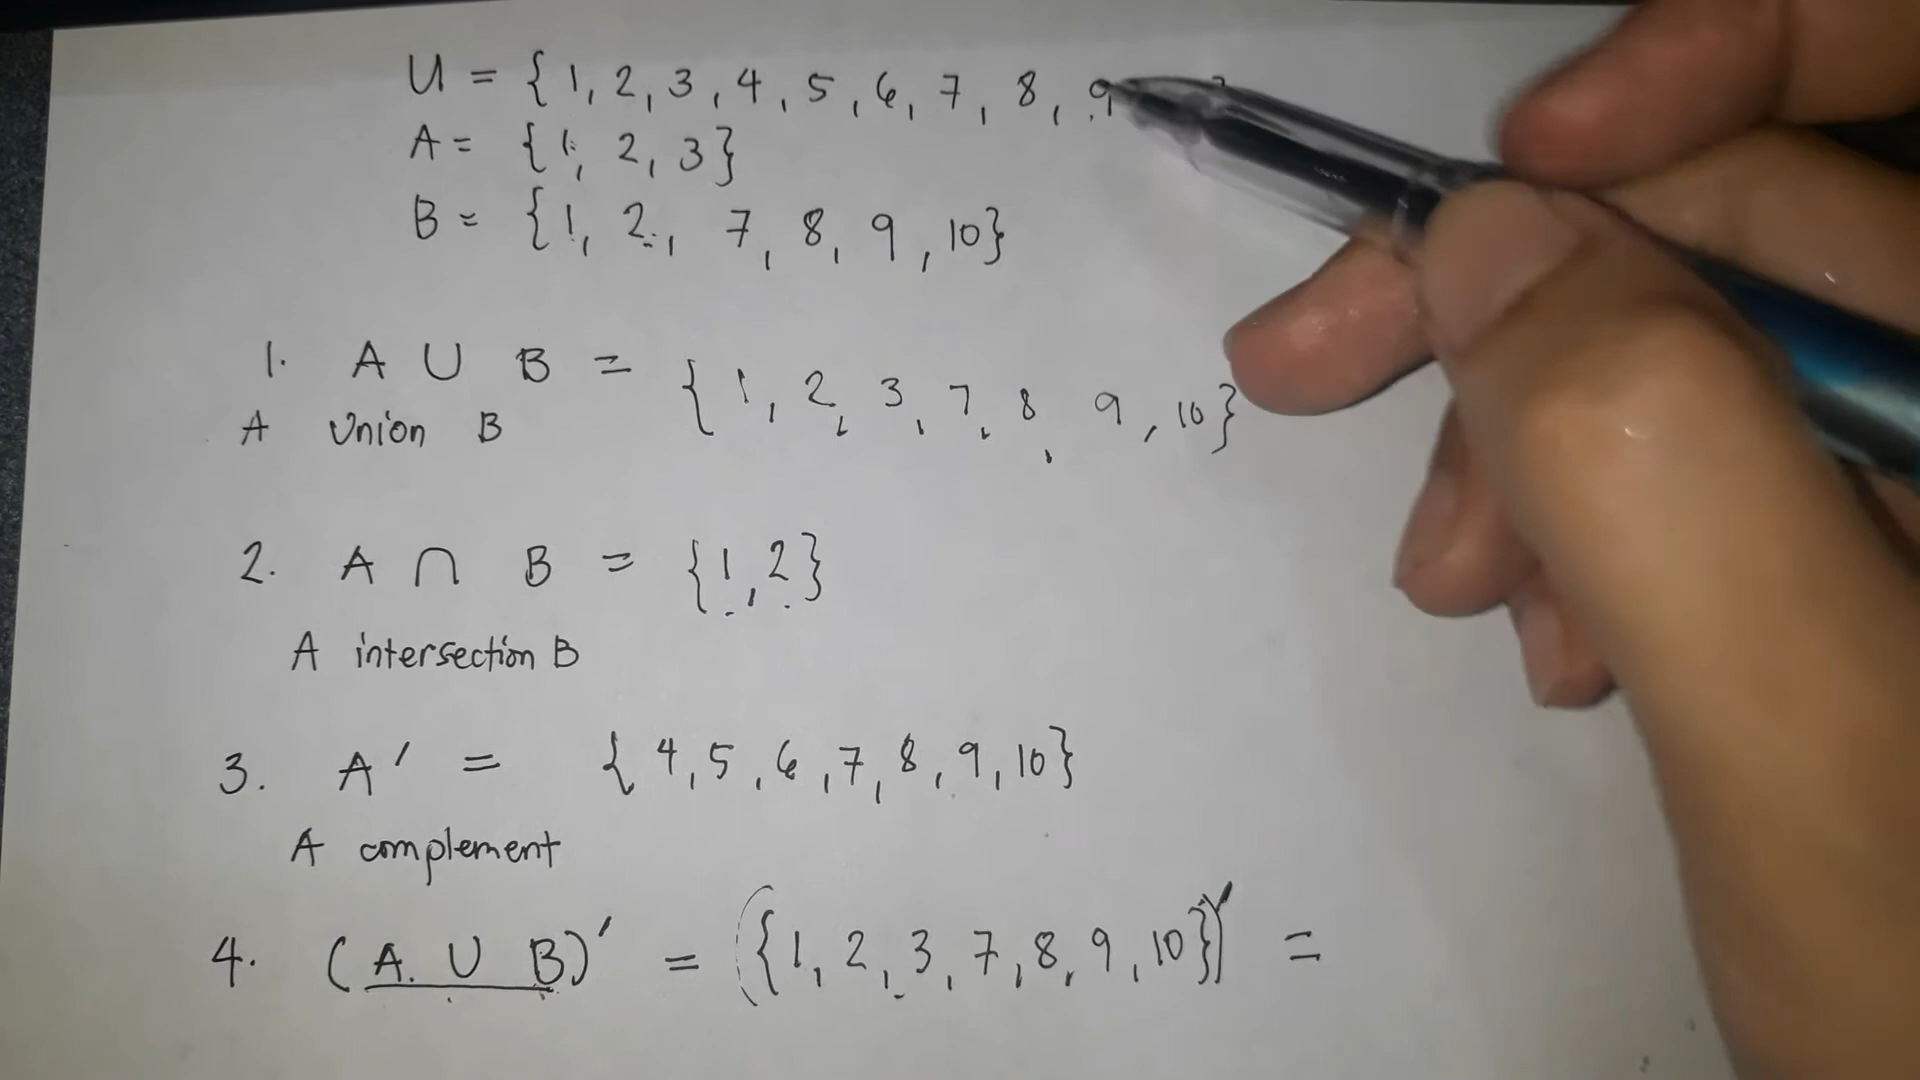 U = { 1, 2, 3, 4, 5, 6, 7, 8, 9
A = { 1, 2, 3 }
B = { 1, 2, 7, 8, 9, 10 }
1. A ∪ B = { 1, 2, 3, 7, 8, 9, 10 }
A Union B
2. A ∩ B = { 1, 2 }
A intersection B
3. A' = { 4, 5, 6, 7, 8, 9, 10 }
A complement
4. (A ∪ B)' = ({ 1, 2, 3, 7, 8, 9, 10 })' =